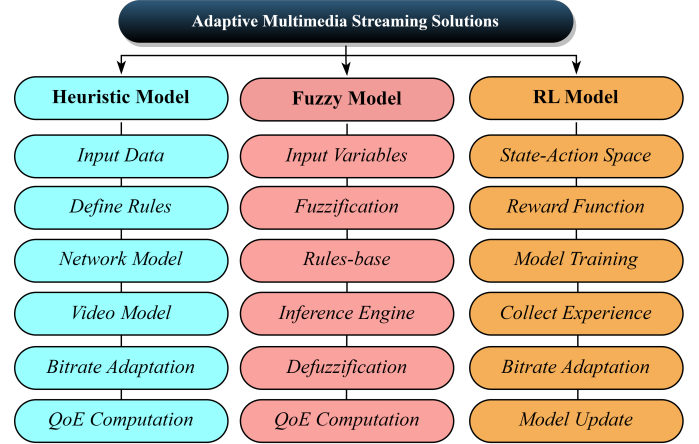 Adaptive Multimedia Streaming Solutions
Heuristic Model
Input Data
Define Rules
Network Model
Video Model
Bitrate Adaptation
QoE Computation
Fuzzy Model
Input Variables
Fuzzification
Rules-base
Inference Engine
Defuzzification
QoE Computation
RL Model
State-Action Space
Reward Function
Model Training
Collect Experience
Bitrate Adaptation
Model Update